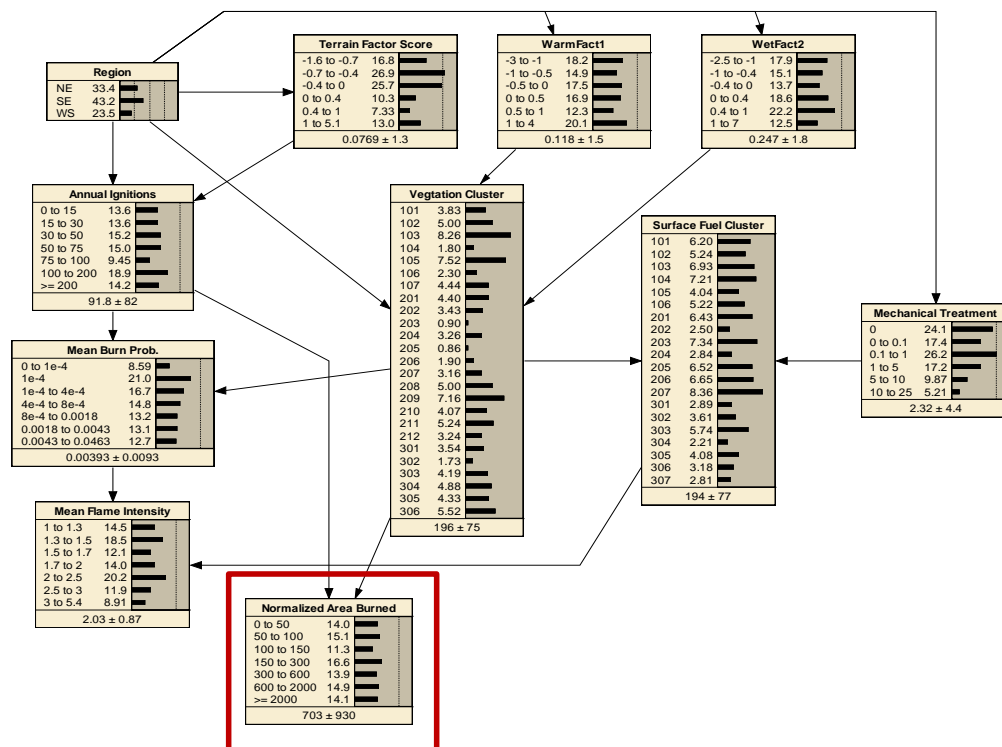 Region
NE 33.4
SE 43.2
WS 23.5
Terrain Factor Score
-1.6 to -0.7 16.8
-0.7 to -0.4 26.9
-0.4 to 0 25.7
0 to 0.4 10.3
0.4 to 1 7.33
1 to 5.1 13.0
0.0769 ± 1.3
WarmFact1
-3 to -1 18.2
-1 to -0.5 14.9
-0.5 to 0 17.5
0 to 0.5 16.9
0.5 to 1 12.3
1 to 4 20.1
0.118 ± 1.5
WetFact2
-2.5 to -1 17.9
-1 to -0.4 15.1
-0.4 to 0 13.7
0 to 0.4 18.6
0.4 to 1 22.2
1 to 7 12.5
0.247 ± 1.8
Annual Ignitions
0 to 15 13.6
15 to 30 13.6
30 to 50 15.2
50 to 75 15.0
75 to 100 9.45
100 to 200 18.9
>= 200 14.2
91.8 ± 82
Vegtation Cluster
101 3.83
102 5.00
103 8.26
104 1.80
105 7.52
106 2.30
107 4.44
201 4.40
202 3.43
203 0.90
204 3.26
205 0.86
206 1.90
207 3.16
208 5.00
209 7.16
210 4.07
211 5.24
212 3.24
301 3.54
302 1.73
303 4.19
304 4.88
305 4.33
306 5.52
196 ± 75
Surface Fuel Cluster
101 6.20
102 5.24
103 6.93
104 7.21
105 4.04
106 5.22
201 6.43
202 2.50
203 7.34
204 2.84
205 6.52
206 6.65
207 8.36
301 2.89
302 3.61
303 5.74
304 2.21
305 4.08
306 3.18
307 2.81
194 ± 77
Mechanical Treatment
0 24.1
0 to 0.1 17.4
0.1 to 1 26.2
1 to 5 17.2
5 to 10 9.87
10 to 25 5.21
2.32 ± 4.4
Mean Burn Prob.
0 to 1e-4 8.59
1e-4 21.0
1e-4 to 4e-4 16.7
4e-4 to 8e-4 14.8
8e-4 to 0.0018 13.2
0.0018 to 0.0043 13.1
0.0043 to 0.0463 12.7
0.00393 ± 0.0093
Mean Flame Intensity
1 to 1.3 14.5
1.3 to 1.5 18.5
1.5 to 1.7 12.1
1.7 to 2 14.0
2 to 2.5 20.2
2.5 to 3 11.9
3 to 5.4 8.91
2.03 ± 0.87
Normalized Area Burned
0 to 50 14.0
50 to 100 15.1
100 to 150 11.3
150 to 300 16.6
300 to 600 13.9
600 to 2000 14.9
>= 2000 14.1
703 ± 930